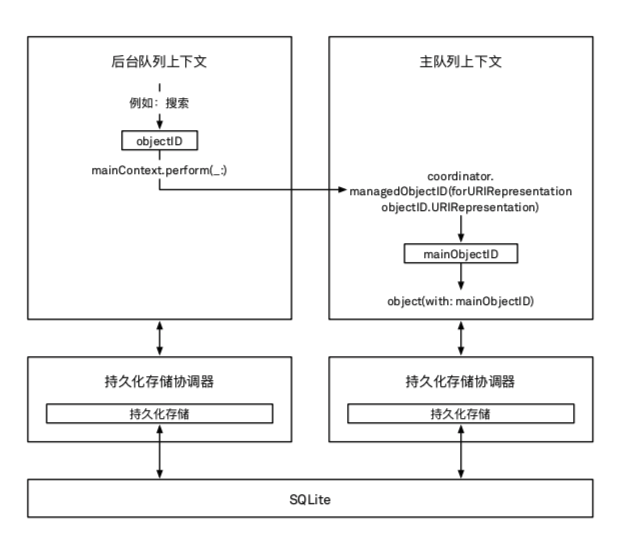 后台队列上下文
例如：搜索
objectID
mainContext.perform(_:)
主队列上下文
coordinator.
managedObjectID(forURIRepresentation
objectID.URIRepresentation)
mainObjectID
object(with: mainObjectID)
持久化存储协调器
持久化存储
持久化存储协调器
持久化存储
SQLite